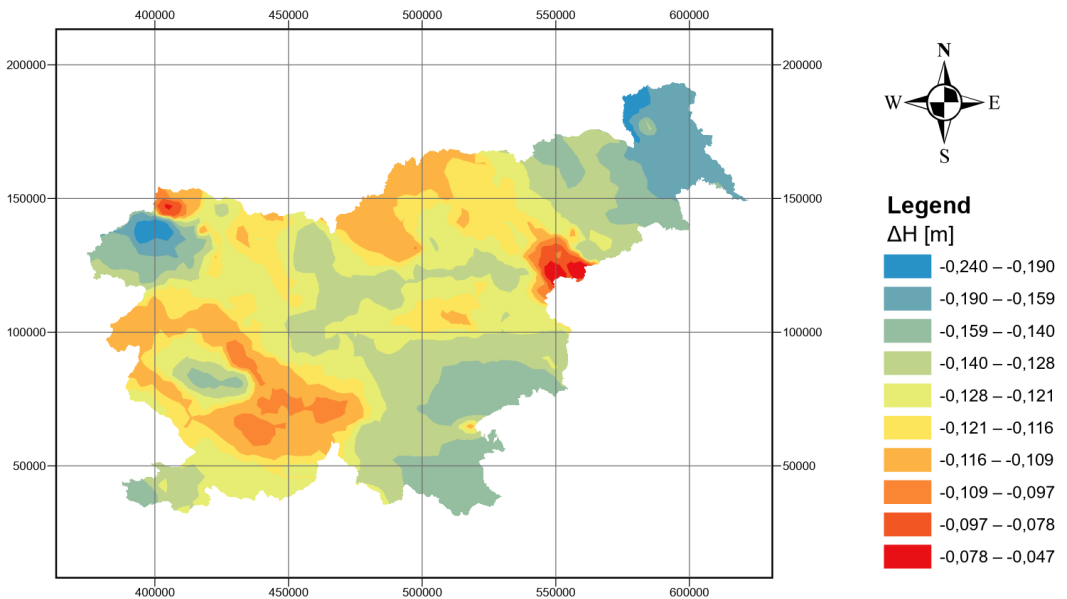 400000 450000 500000 550000 600000
200000 200000
150000 150000
100000 100000
50000 50000
400000 450000 500000 550000 600000
N
W E
S
Legend
ΔH [m]
-0,240 – -0,190
-0,190 – -0,159
-0,159 – -0,140
-0,140 – -0,128
-0,128 – -0,121
-0,121 – -0,116
-0,116 – -0,109
-0,109 – -0,097
-0,097 – -0,078
-0,078 – -0,047